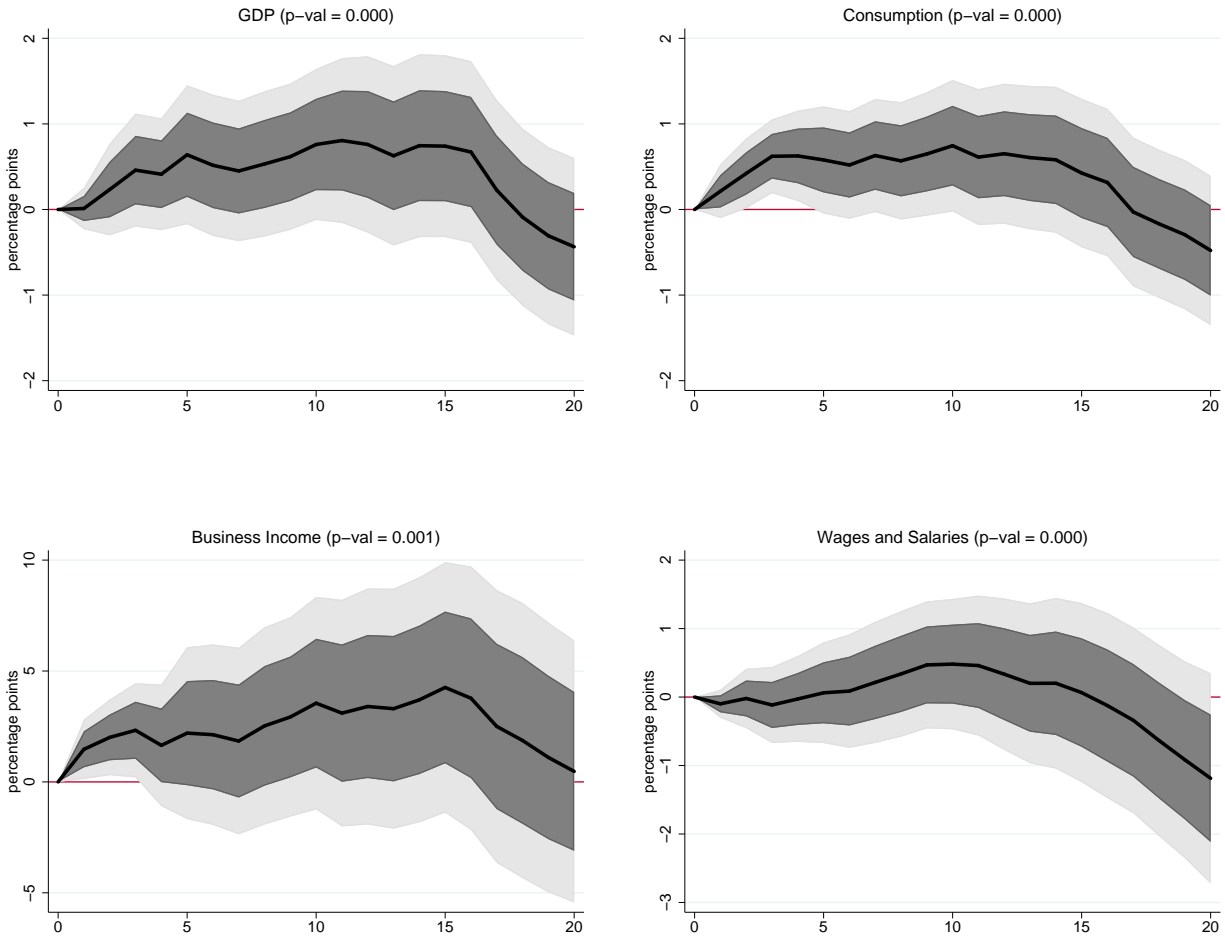 GDP (p−val = 0.000)
percentage points
2
1
0
−1
−2
0 5 10 15 20
Consumption (p−val = 0.000)
percentage points
2
1
0
−1
−2
0 5 10 15 20
Business Income (p−val = 0.001)
percentage points
10
5
0
−5
0 5 10 15 20
Wages and Salaries (p−val = 0.000)
percentage points
2
1
0
−1
−2
−3
0 5 10 15 20